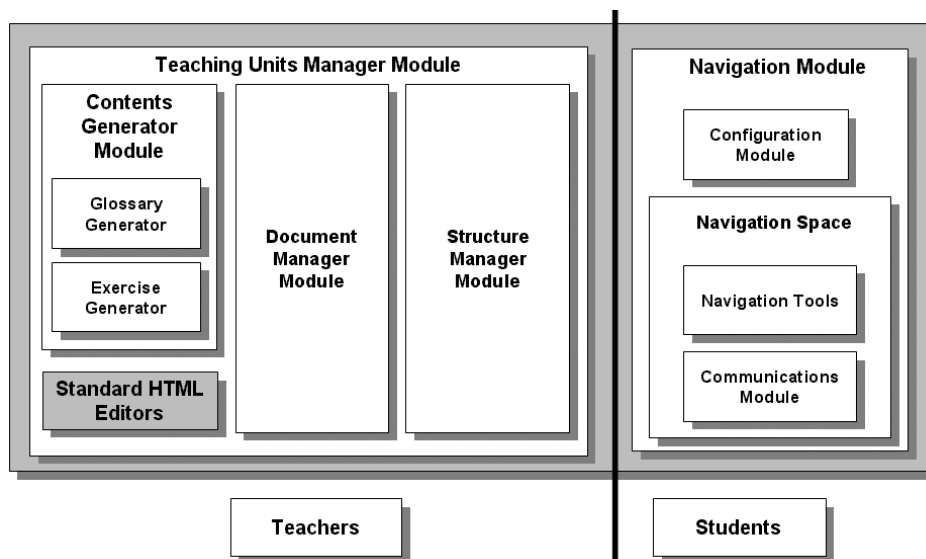 Teaching Units Manager Module
Contents
Generator
Module
Glossary
Generator
Exercise
Generator
Standard HTML
Editors
Document
Manager
Module
Structure
Manager
Module
Navigation Module
Configuration
Module
Navigation Space
Navigation Tools
Communications
Module
Teachers
Students